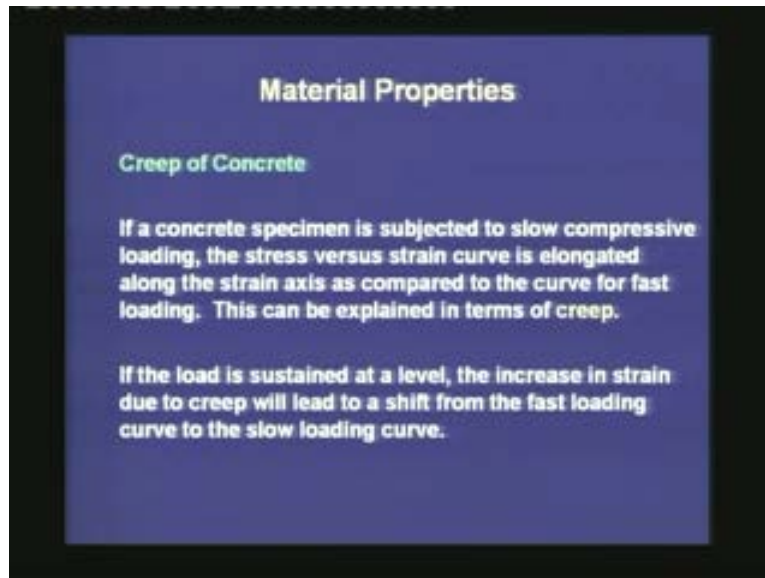 Material Properties
Creep of Concrete
If a concrete specimen is subjected to slow compressive
loading, the stress versus strain curve is elongated
along the strain axis as compared to the curve for fast
loading. This can be explained in terms of creep.
If the load is sustained at a level, the increase in strain
due to creep will lead to a shift from the fast loading
curve to the slow loading curve.